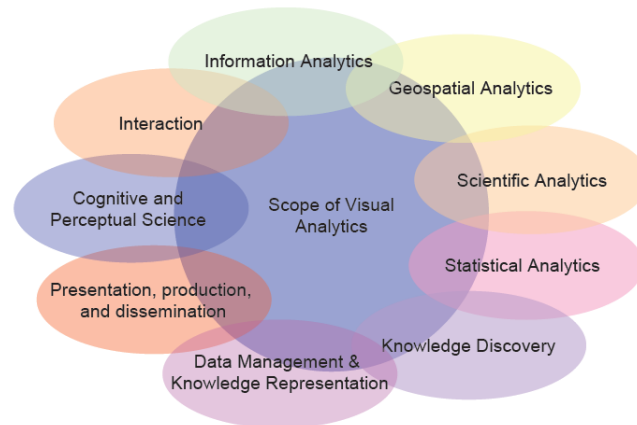 Information Analytics
Geospatial Analytics
Interaction
Scientific Analytics
Cognitive and
Perceptual Science
Scope of Visual
Analytics
Statistical Analytics
Presentation, production,
and dissemination
Knowledge Discovery
Data Management &
Knowledge Representation